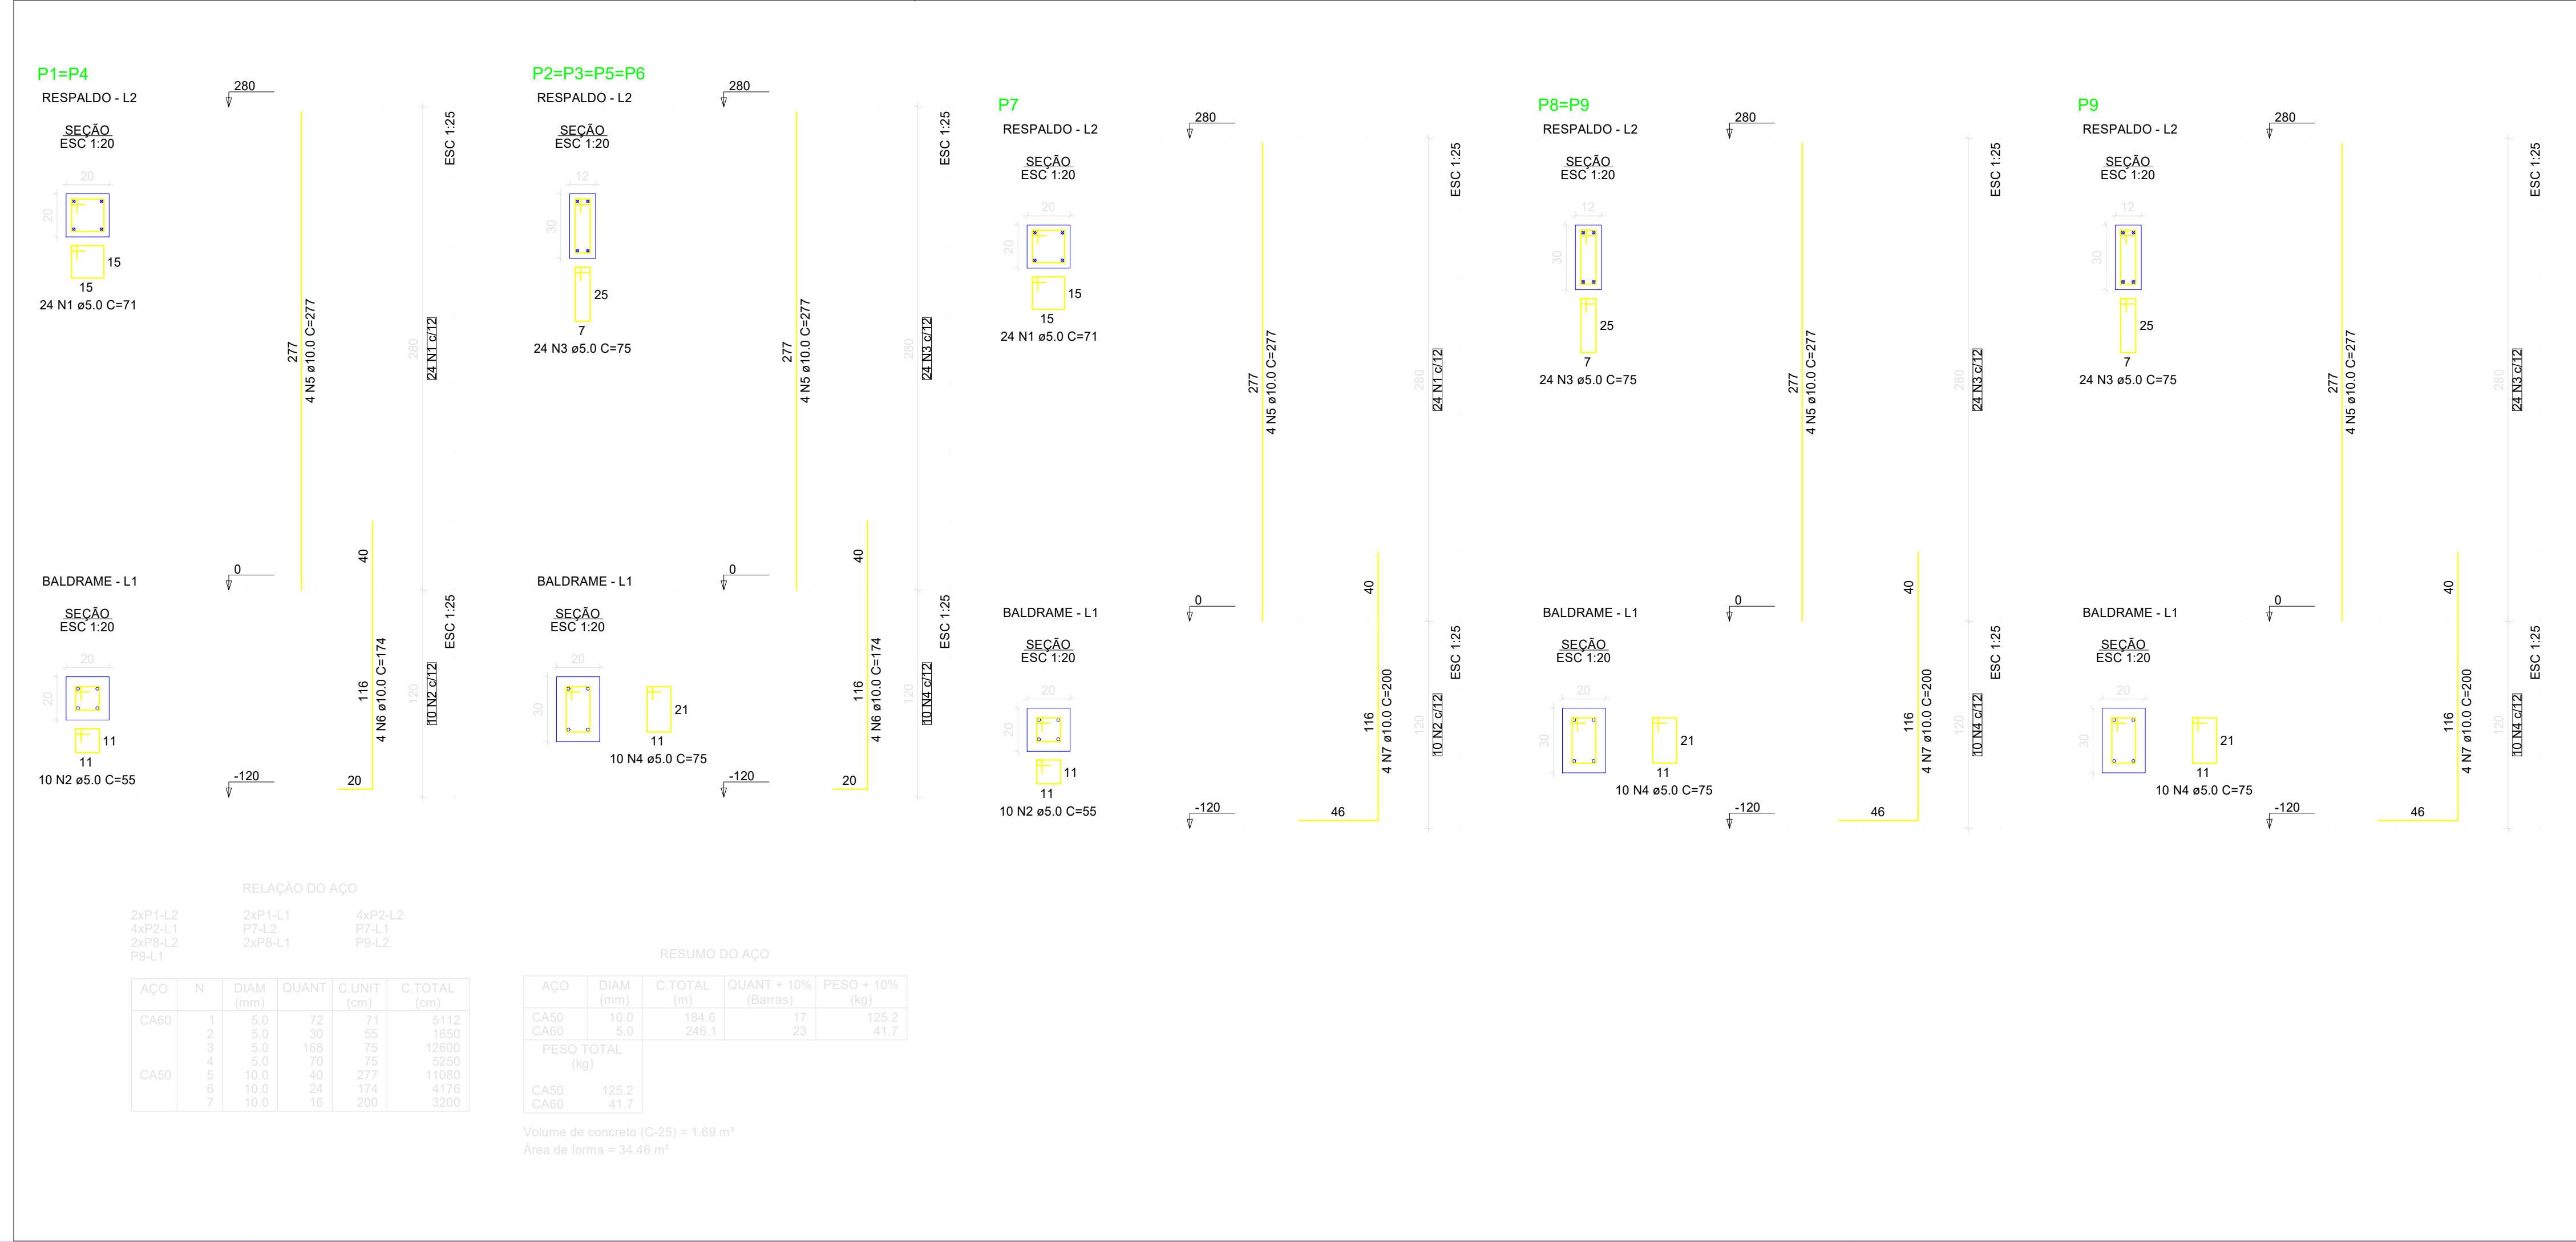 P1=P4
RESPALDO - L2
280
SEÇÃO
ESC 1:20
20
20
15
15
24 N1 ø5.0 C=71
277
4 N5 ø10.0 C=277
280
24 N1 c/12
ESC 1:25
BALDRAME - L1
0
SEÇÃO
ESC 1:20
20
20
11
11
10 N2 ø5.0 C=55
-120
40
116
4 N6 ø10.0 C=174
20
120
10 N2 c/12
ESC 1:25
P2=P3=P5=P6
RESPALDO - L2
280
SEÇÃO
ESC 1:20
12
30
25
7
24 N3 ø5.0 C=75
277
4 N5 ø10.0 C=277
280
24 N3 c/12
ESC 1:25
BALDRAME - L1
0
SEÇÃO
ESC 1:20
20
30
21
11
10 N4 ø5.0 C=75
-120
40
116
4 N6 ø10.0 C=174
20
120
10 N4 c/12
ESC 1:25
P7
RESPALDO - L2
280
SEÇÃO
ESC 1:20
20
20
15
15
24 N1 ø5.0 C=71
277
4 N5 ø10.0 C=277
280
24 N1 c/12
ESC 1:25
BALDRAME - L1
0
SEÇÃO
ESC 1:20
20
20
11
11
10 N2 ø5.0 C=55
-120
40
116
4 N7 ø10.0 C=200
46
120
10 N2 c/12
ESC 1:25
P8=P9
RESPALDO - L2
280
SEÇÃO
ESC 1:20
12
30
25
7
24 N3 ø5.0 C=75
277
4 N5 ø10.0 C=277
280
24 N3 c/12
ESC 1:25
BALDRAME - L1
0
SEÇÃO
ESC 1:20
20
30
21
11
10 N4 ø5.0 C=75
-120
40
116
4 N7 ø10.0 C=200
46
120
10 N4 c/12
ESC 1:25
P9
RESPALDO - L2
280
SEÇÃO
ESC 1:20
12
30
25
7
24 N3 ø5.0 C=75
277
4 N5 ø10.0 C=277
280
24 N3 c/12
ESC 1:25
BALDRAME - L1
0
SEÇÃO
ESC 1:20
20
30
21
11
10 N4 ø5.0 C=75
-120
40
116
4 N7 ø10.0 C=200
46
120
10 N4 c/12
ESC 1:25
RELAÇÃO DO AÇO
2xP1-L2 2xP1-L1 4xP2-L2
4xP2-L1 P7-L2 P7-L1
2xP8-L2 2xP8-L1 P9-L2
P9-L1
AÇO N DIAM QUANT C.UNIT C.TOTAL
(mm) (cm) (cm)
CA60 1 5.0 72 71 5112
2 5.0 30 55 1650
3 5.0 168 75 12600
4 5.0 70 75 5250
CA50 5 10.0 40 277 11080
6 10.0 24 174 4176
7 10.0 16 200 3200
RESUMO DO AÇO
AÇO DIAM C.TOTAL QUANT + 10% PESO + 10%
(mm) (m) (Barras) (kg)
CA50 10.0 184.6 17 125.2
CA60 5.0 246.1 23 41.7
PESO TOTAL
(kg)
CA50 125.2
CA60 41.7
Volume de concreto (C-25) = 1.69 m³
Área de forma = 34.46 m²